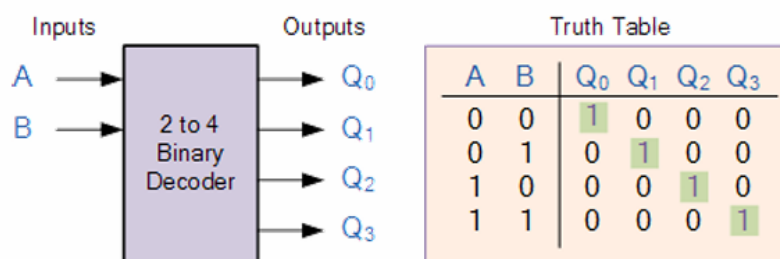 Inputs
Outputs
A
B
2 to 4
Binary
Decoder
Q₀
Q₁
Q₂
Q₃
Truth Table
A B Q₀ Q₁ Q₂ Q₃
0 0 1 0 0 0
0 1 0 1 0 0
1 0 0 0 1 0
1 1 0 0 0 1